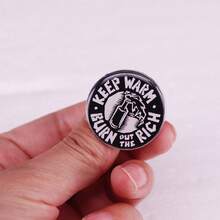 · KEEP WARM ·
BURN OUT THE RICH